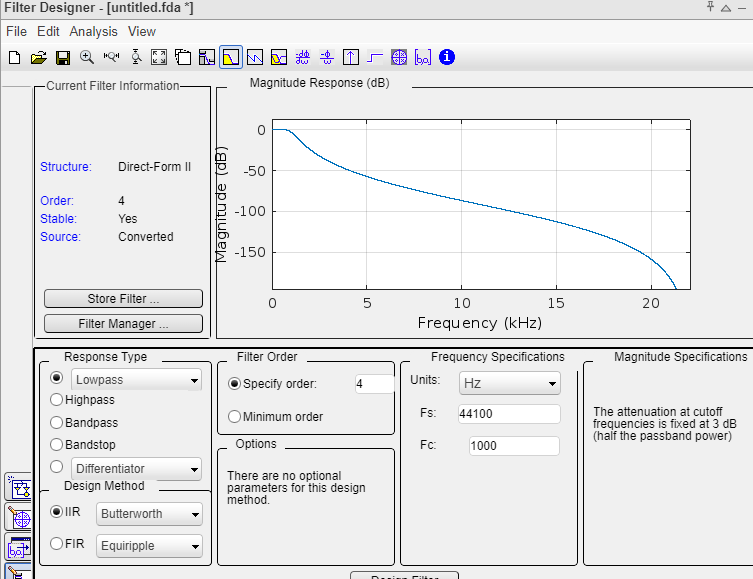 Filter Designer - [untitled.fda *]
File Edit Analysis View
Current Filter Information
Structure: Direct-Form II
Order: 4
Stable: Yes
Source: Converted
Store Filter ...
Filter Manager ...
Magnitude Response (dB)
Magnitude (dB)
0
-50
-100
-150
0 5 10 15 20
Frequency (kHz)
Response Type
Lowpass
Highpass
Bandpass
Bandstop
Differentiator
Design Method
IIR Butterworth
FIR Equiripple
Filter Order
Specify order: 4
Minimum order
Options
There are no optional
parameters for this design
method.
Frequency Specifications
Units: Hz
Fs: 44100
Fc: 1000
Magnitude Specifications
The attenuation at cutoff
frequencies is fixed at 3 dB
(half the passband power)
Design Filter